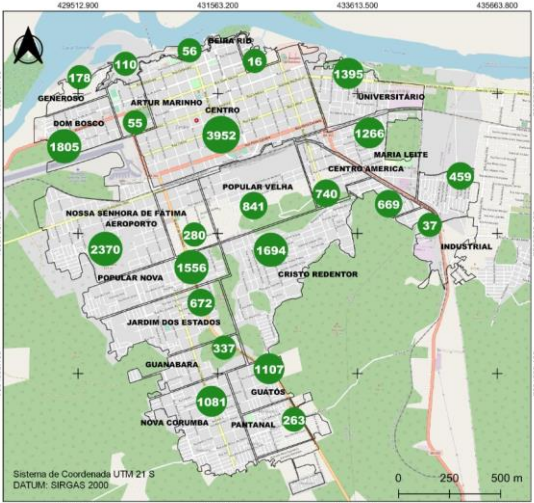 429512.900
431563.200
433613.500
435663.800
BEIRA RIO
56
110
16
178
1395
GENEROSO
UNIVERSITÁRIO
ARTUR MARINHO
CENTRO
DOM BOSCO
55
3952
1266
1805
MARIA LEITE
CENTRO AMERICA
459
POPULAR VELHA
740
841
669
NOSSA SENHORA DE FÁTIMA
AEROPORTO
37
280
2370
1694
INDUSTRIAL
1556
POPULAR NOVA
CRISTO REDENTOR
672
JARDIM DOS ESTADOS
337
GUANABARA
1107
GUATÓS
1081
263
NOVA CORUMBA
PANTANAL
Sistema de Coordenada UTM 21 S
DATUM: SIRGAS 2000
0 250 500 m